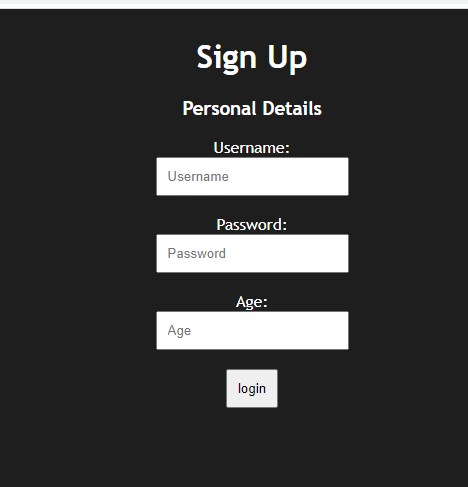 Sign Up
Personal Details
Username:
Username
Password:
Password
Age:
Age
login